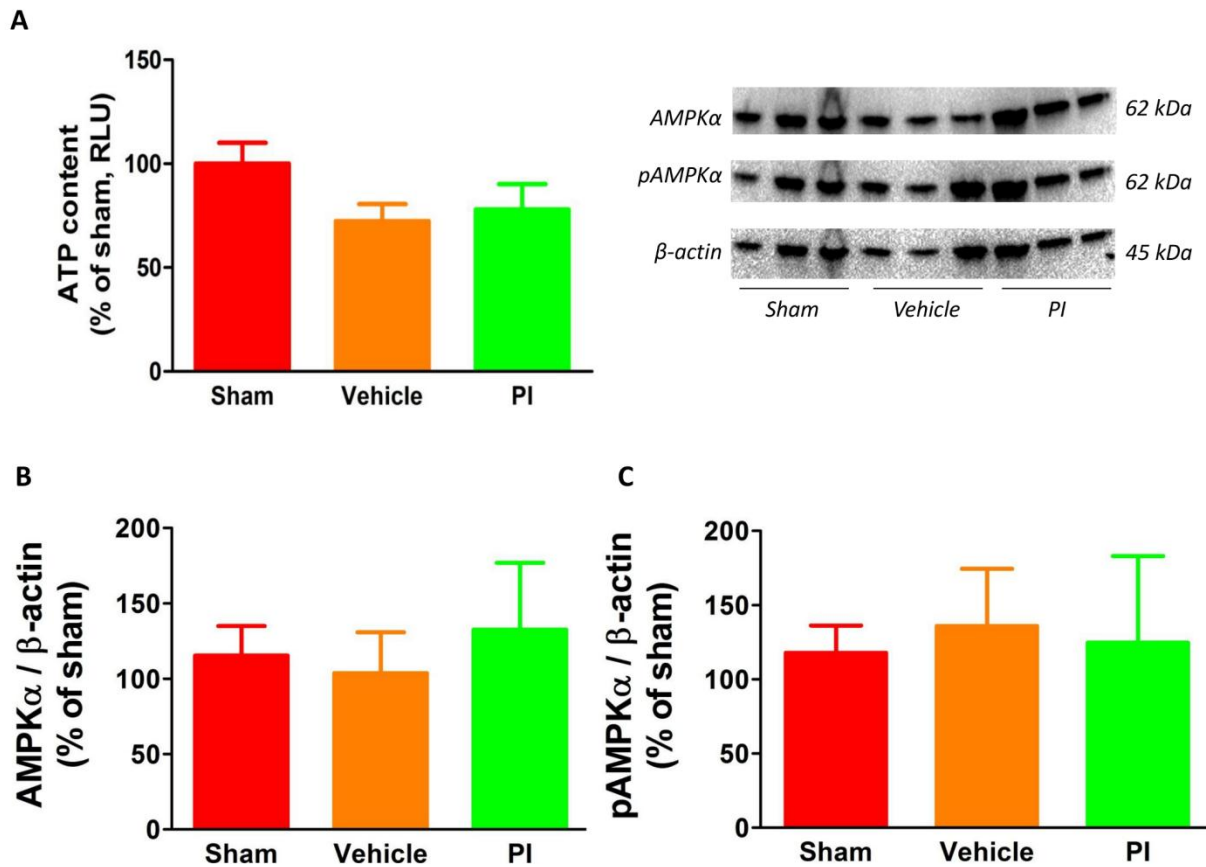 A
ATP content
(% of sham, RLU)
150
100
50
0
Sham Vehicle PI
AMPKα 62 kDa
pAMPKα 62 kDa
β-actin 45 kDa
Sham Vehicle PI
B
AMPKα / β-actin
(% of sham)
200
150
100
50
0
Sham Vehicle PI
C
pAMPKα / β-actin
(% of sham)
200
150
100
50
0
Sham Vehicle PI